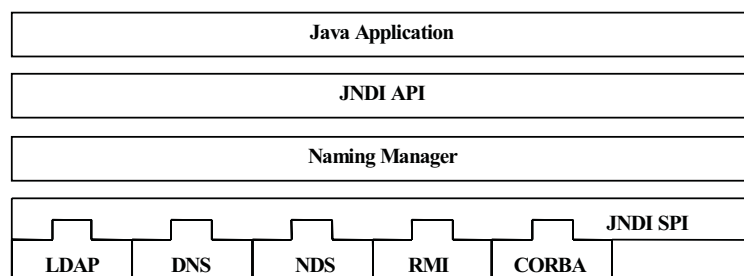 Java Application
JNDI API
Naming Manager
JNDI SPI
LDAP DNS NDS RMI CORBA